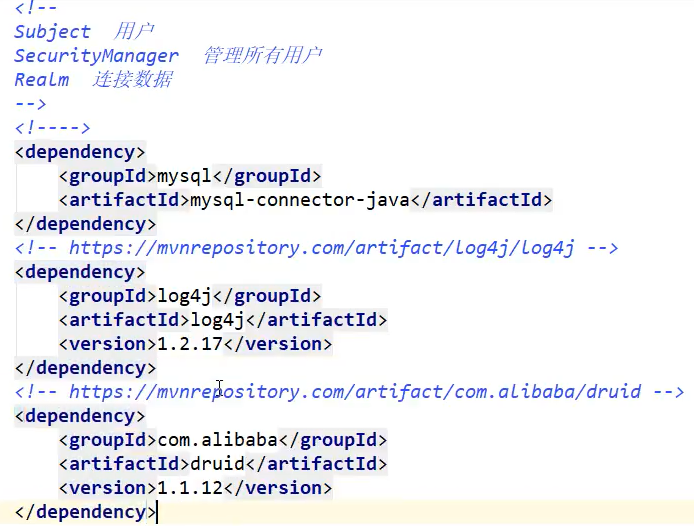 <!--
Subject 用户
SecurityManager 管理所有用户
Realm 连接数据
-->
<!---->
<dependency>
    <groupId>mysql</groupId>
    <artifactId>mysql-connector-java</artifactId>
</dependency>
<!-- https://mvnrepository.com/artifact/log4j/log4j -->
<dependency>
    <groupId>log4j</groupId>
    <artifactId>log4j</artifactId>
    <version>1.2.17</version>
</dependency>
<!-- https://mvnrepository.com/artifact/com.alibaba/druid -->
<dependency>
    <groupId>com.alibaba</groupId>
    <artifactId>druid</artifactId>
    <version>1.1.12</version>
</dependency>